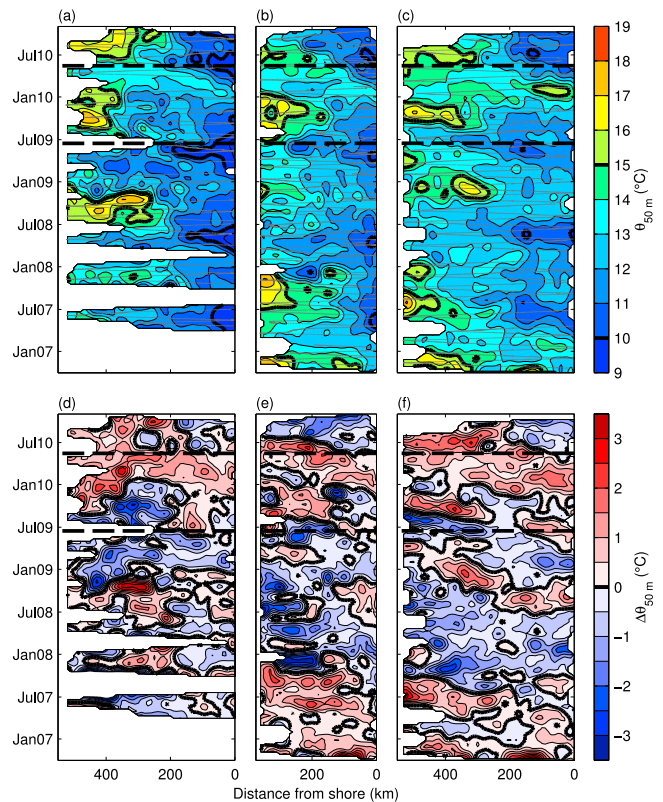 (a)
(b)
(c)
Jul10
Jan10
Jul09
Jan09
Jul08
Jan08
Jul07
Jan07
19
18
17
16
15
14
13
12
11
10
9
θ50 m (°C)
(d)
(e)
(f)
Jul10
Jan10
Jul09
Jan09
Jul08
Jan08
Jul07
Jan07
400 200 0
200 0
400 200 0
Distance from shore (km)
3
2
1
0
−1
−2
−3
Δθ50 m (°C)